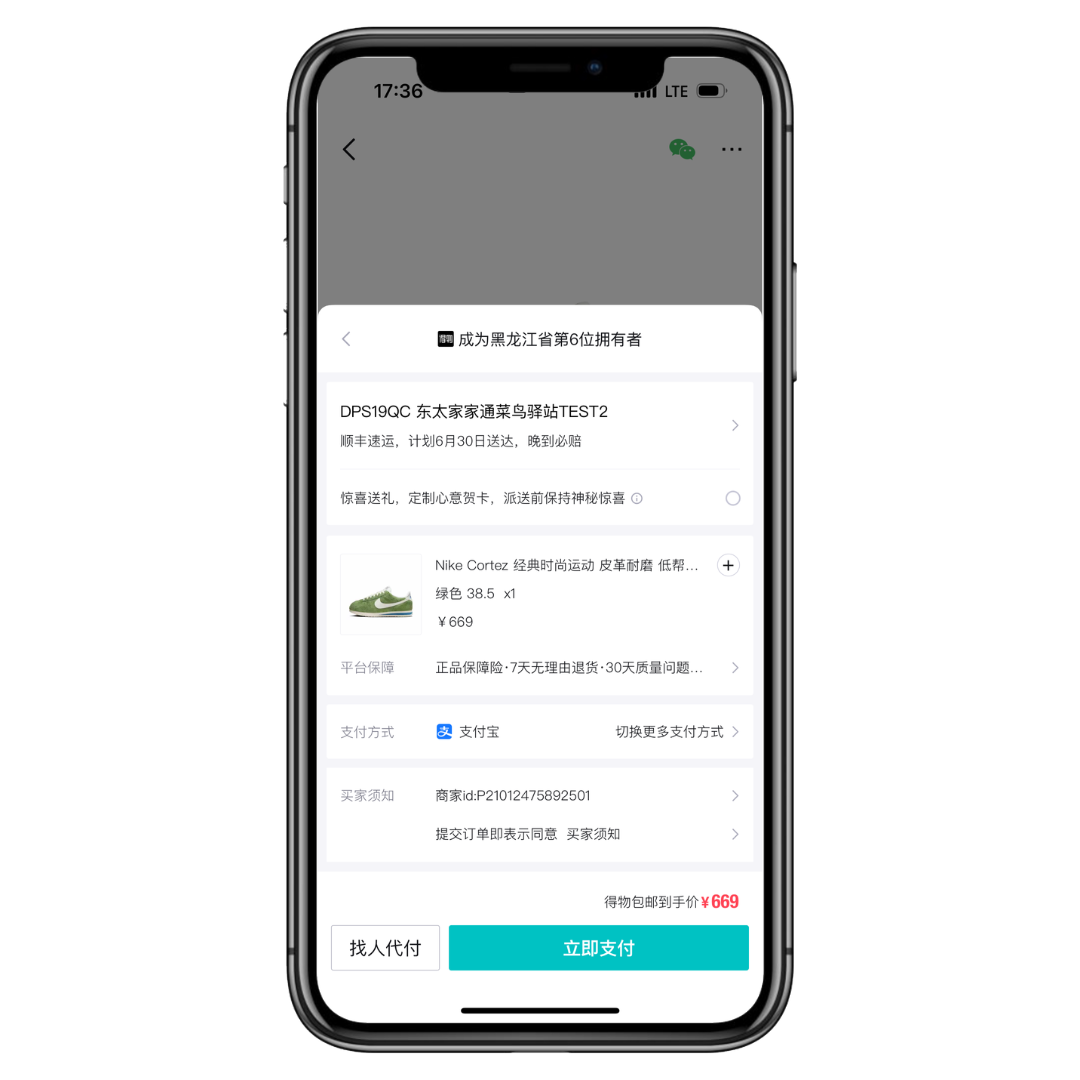 17:36
LTE
得物
成为黑龙江省第6位拥有者
DPS19QC 东太家家通菜鸟驿站TEST2
顺丰速运，计划6月30日送达，晚到必赔
惊喜送礼，定制心意贺卡，派送前保持神秘惊喜
Nike Cortez 经典时尚运动 皮革耐磨 低帮...
绿色 38.5 x1
¥669
平台保障 正品保障险·7天无理由退货·30天质量问题...
支付方式 支 支付宝 切换更多支付方式
买家须知 商家id:P21012475892501
提交订单即表示同意 买家须知
得物包邮到手价¥669
找人代付 立即支付